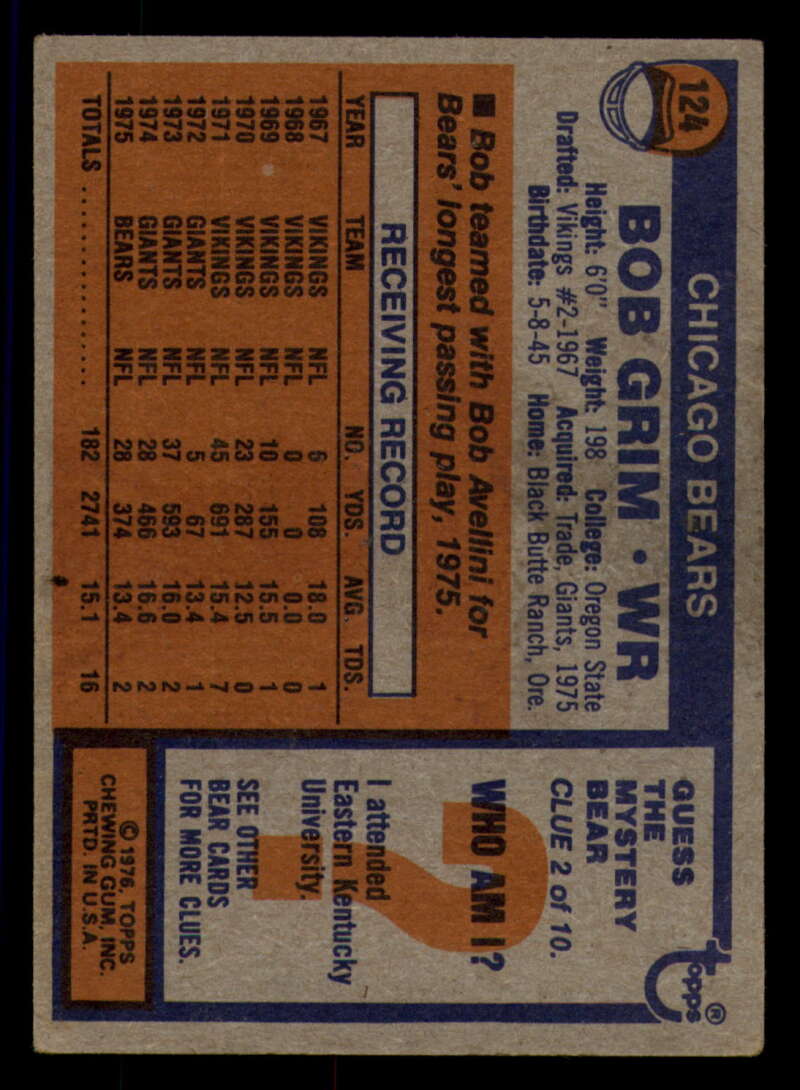 124
CHICAGO BEARS
BOB GRIM • WR
Height: 6'0" Weight: 198 College: Oregon State
Drafted: Vikings #2-1967 Acquired: Trade, Giants, 1975
Birthdate: 5-8-45 Home: Black Butte Ranch, Ore.
■ Bob teamed with Bob Avellini for
Bears' longest passing play, 1975.
RECEIVING RECORD
YEAR TEAM NO. YDS. AVG. TDS.
1967 VIKINGS NFL 6 108 18.0 1
1968 VIKINGS NFL 0 0 0.0 0
1969 VIKINGS NFL 10 155 15.5 1
1970 VIKINGS NFL 23 287 12.5 0
1971 VIKINGS NFL 45 691 15.4 7
1972 GIANTS NFL 5 67 13.4 1
1973 GIANTS NFL 37 593 16.0 2
1974 GIANTS NFL 28 466 16.6 2
1975 BEARS NFL 28 374 13.4 2
TOTALS .................... 182 2741 15.1 16
topps®
GUESS
THE
MYSTERY
BEAR
CLUE 2 of 10.
?
WHO AM I?
I attended
Eastern Kentucky
University.
SEE OTHER
BEAR CARDS
FOR MORE CLUES.
© 1976, TOPPS
CHEWING GUM, INC.
PRTD. IN U.S.A.